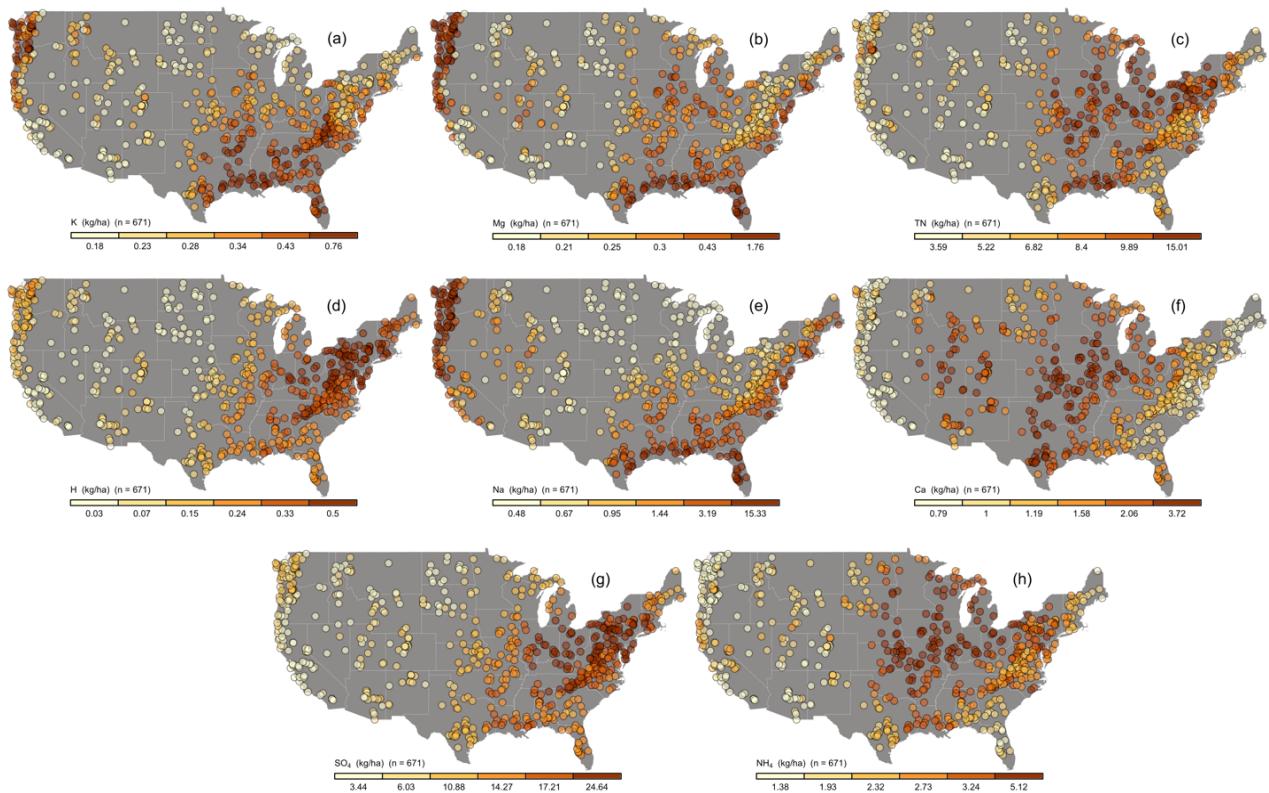 (a)
(b)
(c)
K (kg/ha) (n = 671)
0.18 0.23 0.28 0.34 0.43 0.76
Mg (kg/ha) (n = 671)
0.18 0.21 0.25 0.3 0.43 1.76
TN (kg/ha) (n = 671)
3.59 5.22 6.82 8.4 9.89 15.01
(d)
(e)
(f)
H (kg/ha) (n = 671)
0.03 0.07 0.15 0.24 0.33 0.5
Na (kg/ha) (n = 671)
0.48 0.67 0.95 1.44 3.19 15.33
Ca (kg/ha) (n = 671)
0.79 1 1.19 1.58 2.06 3.72
(g)
(h)
SO₄ (kg/ha) (n = 671)
3.44 6.03 10.88 14.27 17.21 24.64
NH₄ (kg/ha) (n = 671)
1.38 1.93 2.32 2.73 3.24 5.12